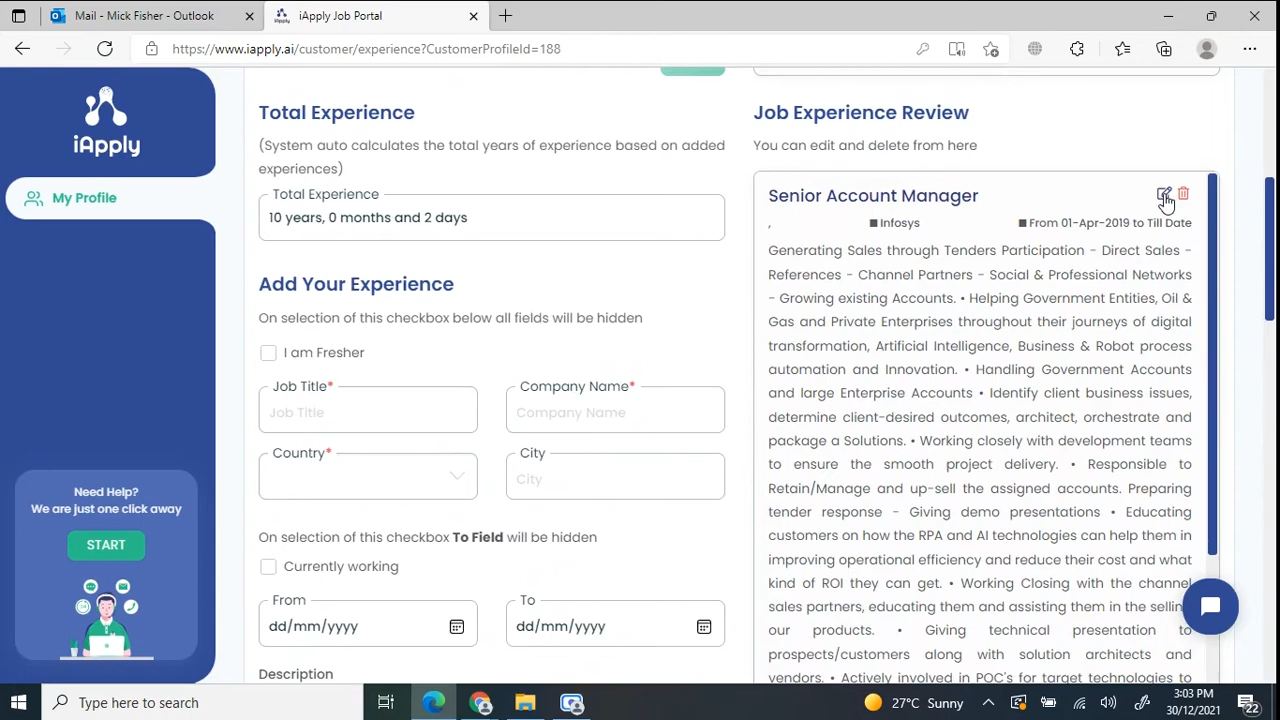 Mail - Mick Fisher - Outlook
iApply Job Portal
https://www.iapply.ai/customer/experience?CustomerProfileId=188
iApply
My Profile
Need Help?
We are just one click away
START
Total Experience
(System auto calculates the total years of experience based on added
experiences)
Total Experience
10 years, 0 months and 2 days
Add Your Experience
On selection of this checkbox below all fields will be hidden
I am Fresher
Job Title*
Job Title
Company Name*
Company Name
Country*
City
City
On selection of this checkbox To Field will be hidden
Currently working
From
dd/mm/yyyy
To
dd/mm/yyyy
Description
Job Experience Review
You can edit and delete from here
Senior Account Manager
, Infosys From 01-Apr-2019 to Till Date
Generating Sales through Tenders Participation - Direct Sales -
References - Channel Partners - Social & Professional Networks
- Growing existing Accounts. • Helping Government Entities, Oil &
Gas and Private Enterprises throughout their journeys of digital
transformation, Artificial Intelligence, Business & Robot process
automation and Innovation. • Handling Government Accounts
and large Enterprise Accounts • Identify client business issues,
determine client-desired outcomes, architect, orchestrate and
package a Solutions. • Working closely with development teams
to ensure the smooth project delivery. • Responsible to
Retain/Manage and up-sell the assigned accounts. Preparing
tender response - Giving demo presentations • Educating
customers on how the RPA and AI technologies can help them in
improving operational efficiency and reduce their cost and what
kind of ROI they can get. • Working Closing with the channel
sales partners, educating them and assisting them in the sellin
our products. • Giving technical presentation to
prospects/customers along with solution architects and
vendors. • Actively involved in POC's for target technologies to
Type here to search
27°C Sunny
3:03 PM
30/12/2021
22